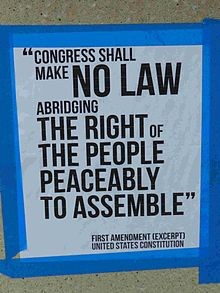 “CONGRESS SHALL
MAKE NO LAW
ABRIDGING
THE RIGHT OF
THE PEOPLE
PEACEABLY
TO ASSEMBLE”
FIRST AMENDMENT (EXCERPT)
UNITED STATES CONSTITUTION